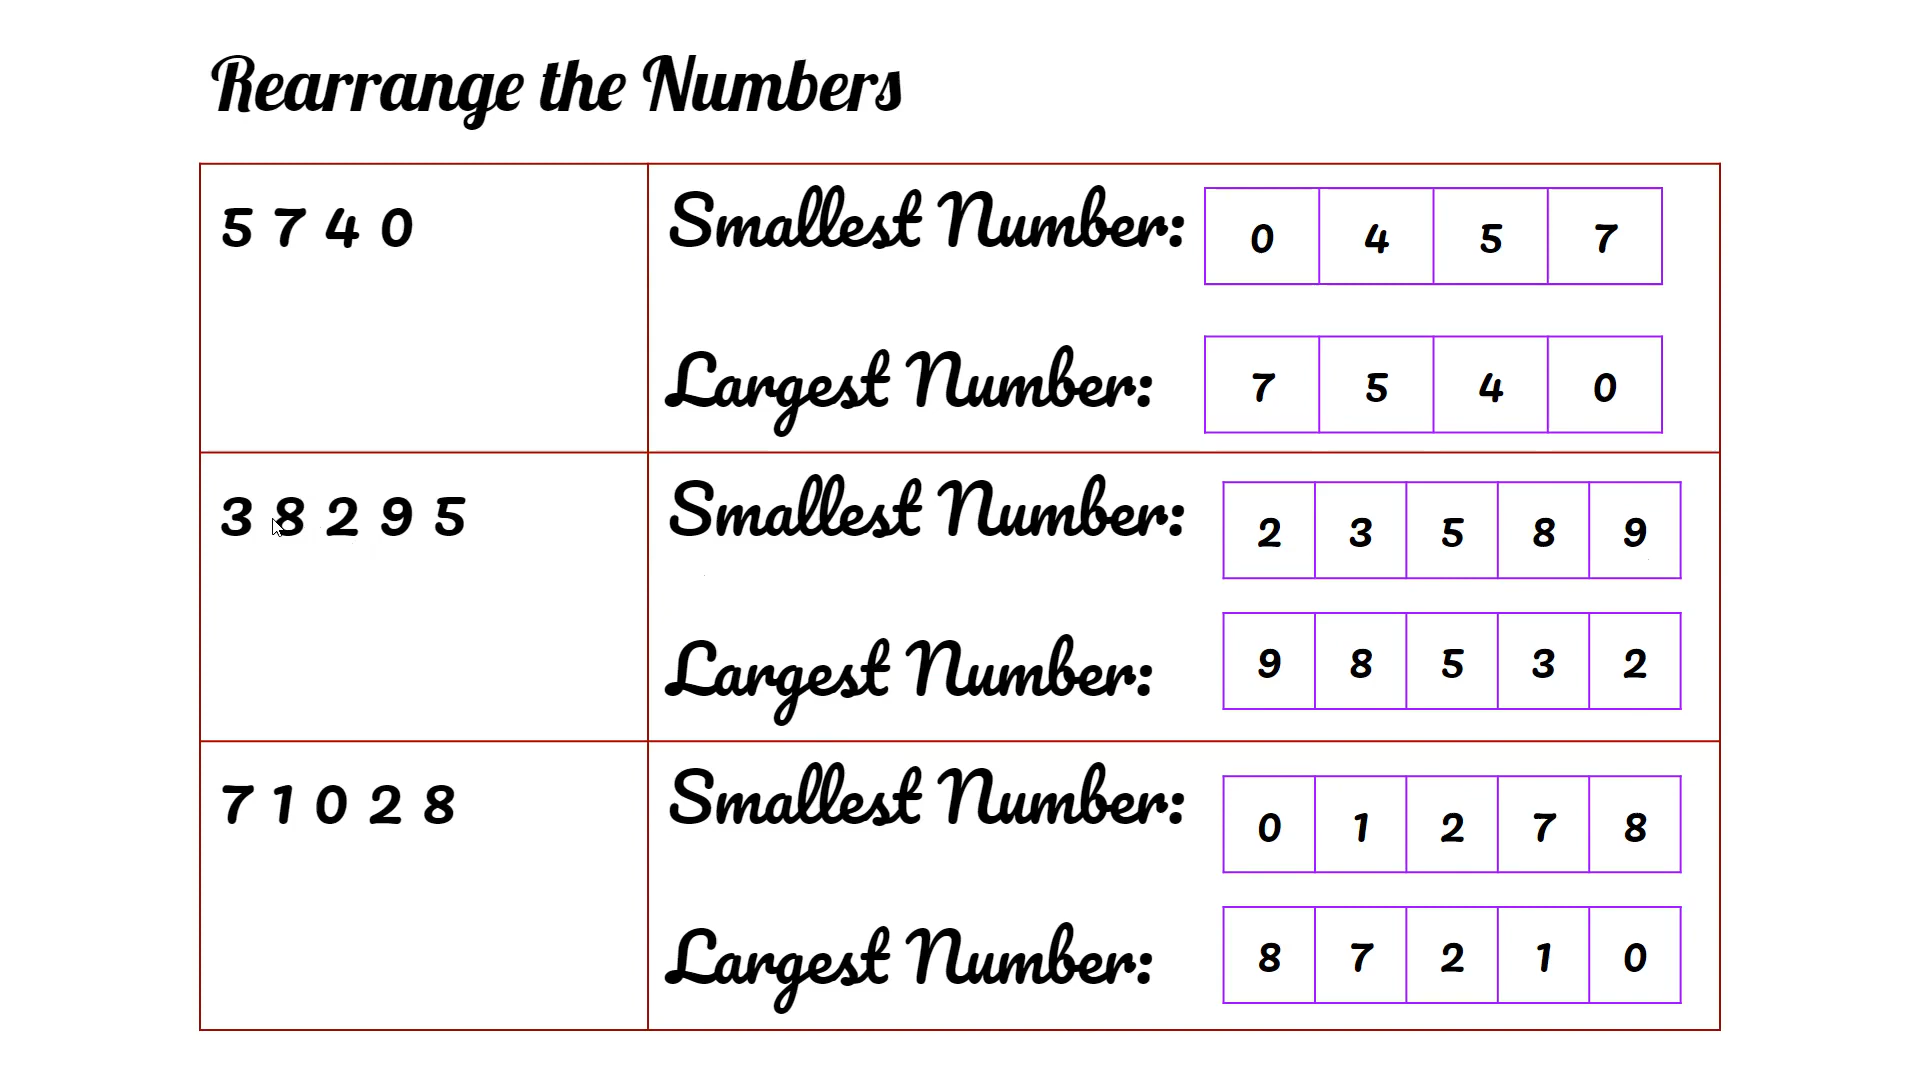 Rearrange the Numbers
5 7 4 0
Smallest Number: 0 4 5 7
Largest Number: 7 5 4 0
3 8 2 9 5
Smallest Number: 2 3 5 8 9
Largest Number: 9 8 5 3 2
7 1 0 2 8
Smallest Number: 0 1 2 7 8
Largest Number: 8 7 2 1 0